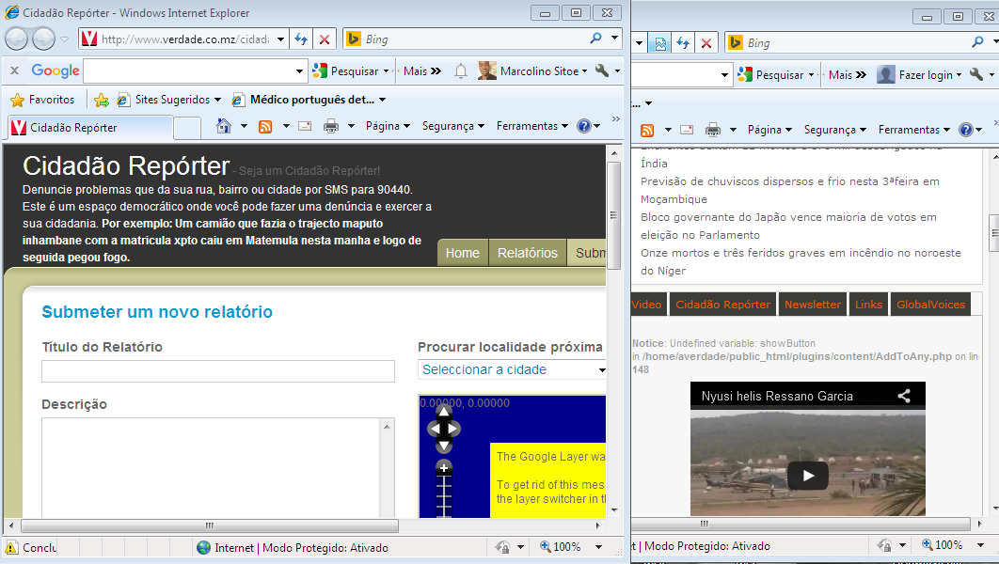 Cidadão Repórter - Windows Internet Explorer
http://www.verdade.co.mz/cidada
Bing
Google
Pesquisar
Mais
Marcolino Sitoe
Favoritos
Sites Sugeridos
Médico português det...
Cidadão Repórter
Página
Segurança
Ferramentas
Cidadão Repórter - Seja um Cidadão Repórter!
Denuncie problemas que da sua rua, bairro ou cidade por SMS para 90440.
Este é um espaço democrático onde você pode fazer uma denúncia e exercer a
sua cidadania. Por exemplo: Um camião que fazia o trajecto maputo
inhambane com a matricula xpto caiu em Matemula nesta manha e logo de
seguida pegou fogo.
Home
Relatórios
Subm
Submeter um novo relatório
Título do Relatório
Descrição
Procurar localidade próxima
Seleccionar a cidade
0.00000, 0.00000
The Google Layer wa
To get rid of this mes
the layer switcher in th
Conclu
Internet | Modo Protegido: Ativado
100%
Bing
Pesquisar
Mais
Fazer login
...
Página
Segurança
Ferramentas
Índia
Previsão de chuviscos dispersos e frio nesta 3ªfeira em
Moçambique
Bloco governante do Japão vence maioria de votos em
eleição no Parlamento
Onze mortos e três feridos graves em incêndio no noroeste
do Níger
Video
Cidadão Repórter
Newsletter
Links
GlobalVoices
Notice: Undefined variable: showButton
in /home/averdade/public_html/plugins/content/AddToAny.php on line
148
Nyusi helis Ressano Garcia
et | Modo Protegido: Ativado
100%